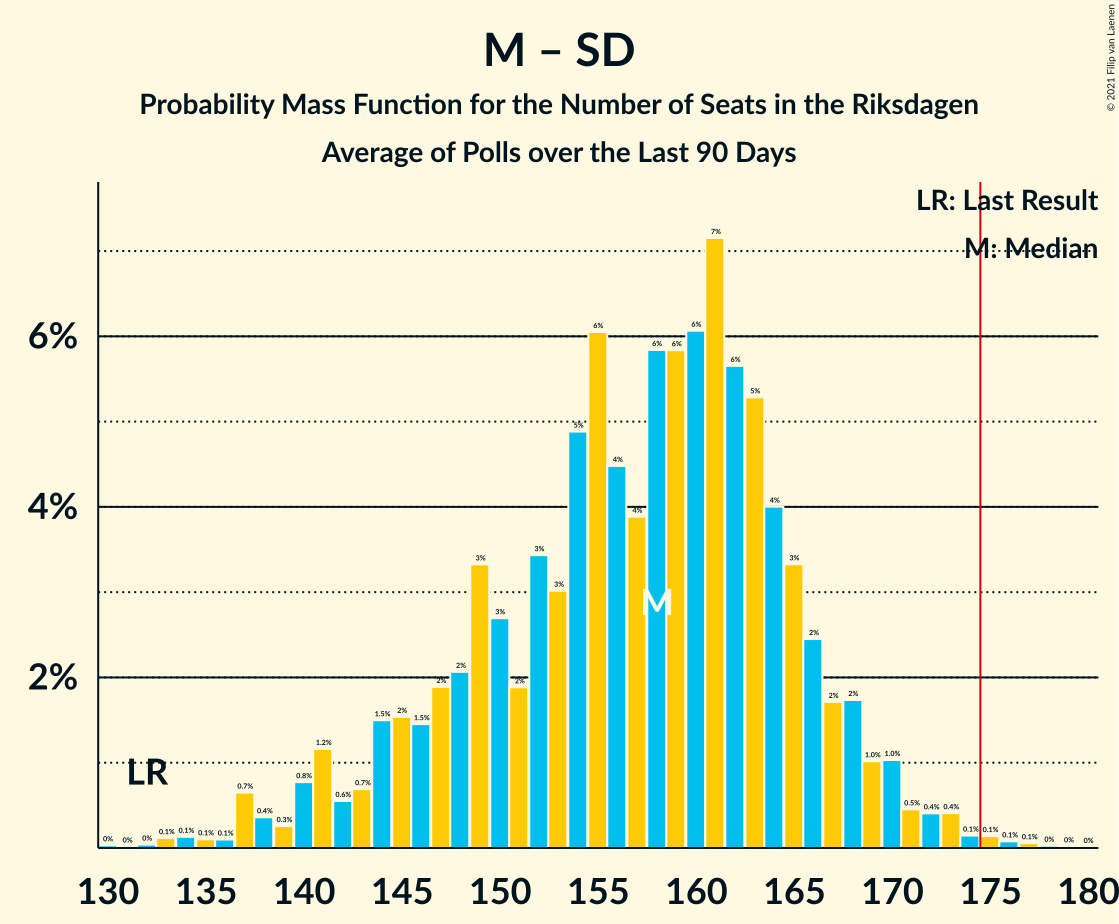 M – SD
Probability Mass Function for the Number of Seats in the Riksdagen
Average of Polls over the Last 90 Days
© 2021 Filip van Laenen
LR: Last Result
M: Median
6%
4%
2%
LR
M
0% 0% 0% 0.1% 0.1% 0.1% 0.1% 0.7% 0.4% 0.3% 0.8% 1.2% 0.6% 0.7% 1.5% 2% 1.5% 2% 2% 3% 3% 2% 3% 3% 5% 6% 4% 4% 6% 6% 6% 7% 6% 5% 4% 3% 2% 2% 2% 1.0% 1.0% 0.5% 0.4% 0.4% 0.1% 0.1% 0.1% 0.1% 0% 0% 0%
130 135 140 145 150 155 160 165 170 175 180